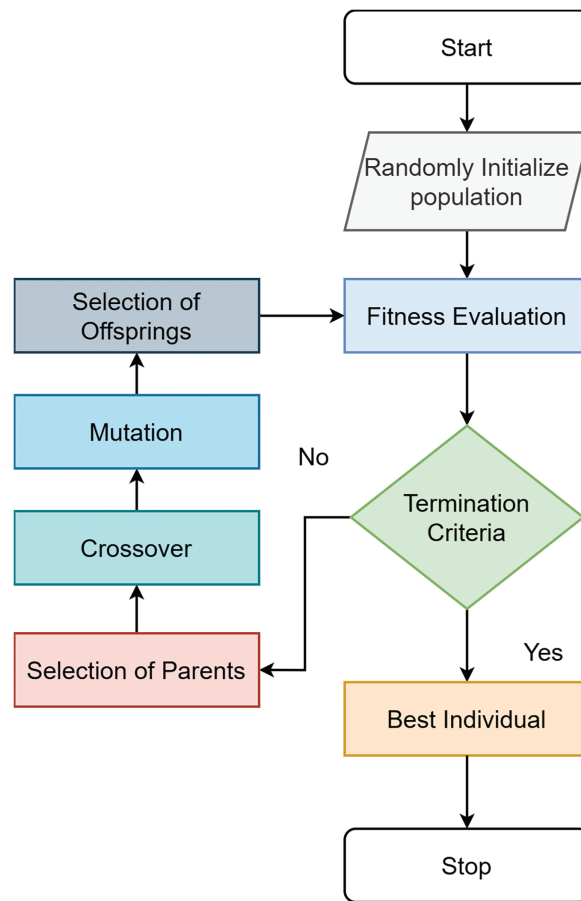 Start
Randomly Initialize
population
Selection of
Offsprings
Fitness Evaluation
Mutation
No
Termination
Criteria
Crossover
Selection of Parents
Yes
Best Individual
Stop